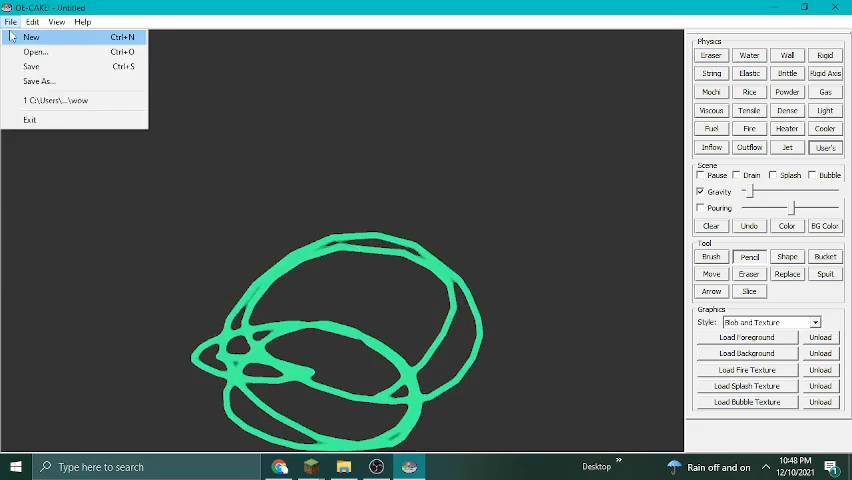 OE-CAKE! - Untitled
File Edit View Help
New Ctrl+N
Open... Ctrl+O
Save Ctrl+S
Save As...
1 C:\Users\...\wow
Exit
Physics
Eraser Water Wall Rigid
String Elastic Brittle Rigid Axis
Mochi Rice Powder Gas
Viscous Tensile Dense Light
Fuel Fire Heater Cooler
Inflow Outflow Jet User's
Scene
Pause Drain Splash Bubble
Gravity
Pouring
Clear Undo Color BG Color
Tool
Brush Pencil Shape Bucket
Move Eraser Replace Spuit
Arrow Slice
Graphics
Style: Blob and Texture
Load Foreground Unload
Load Background Unload
Load Fire Texture Unload
Load Splash Texture Unload
Load Bubble Texture Unload
Type here to search
Desktop »
Rain off and on
10:48 PM
12/10/2021